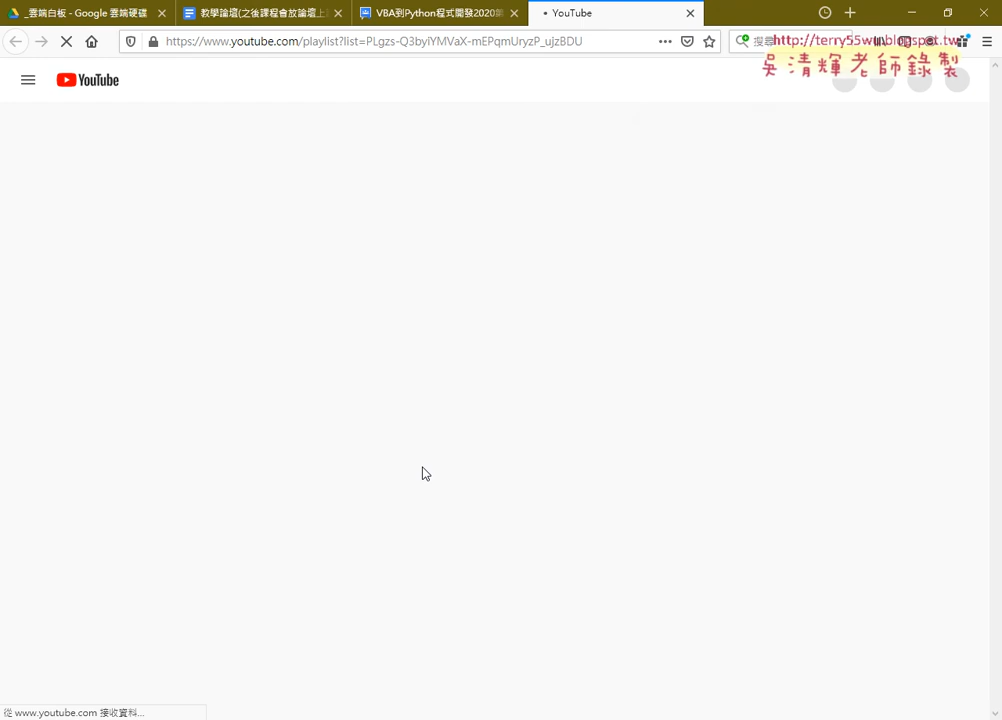 _雲端白板 - Google 雲端硬碟
教學論壇(之後課程會放論壇上
VBA到Python程式開發2020第
YouTube
https://www.youtube.com/playlist?list=PLgzs-Q3byiYMVaX-mEPqmUryzP_ujzBDU
搜尋
http://terry55wu.blogspot.tw
吳清輝老師錄製
YouTube
從 www.youtube.com 接收資料...